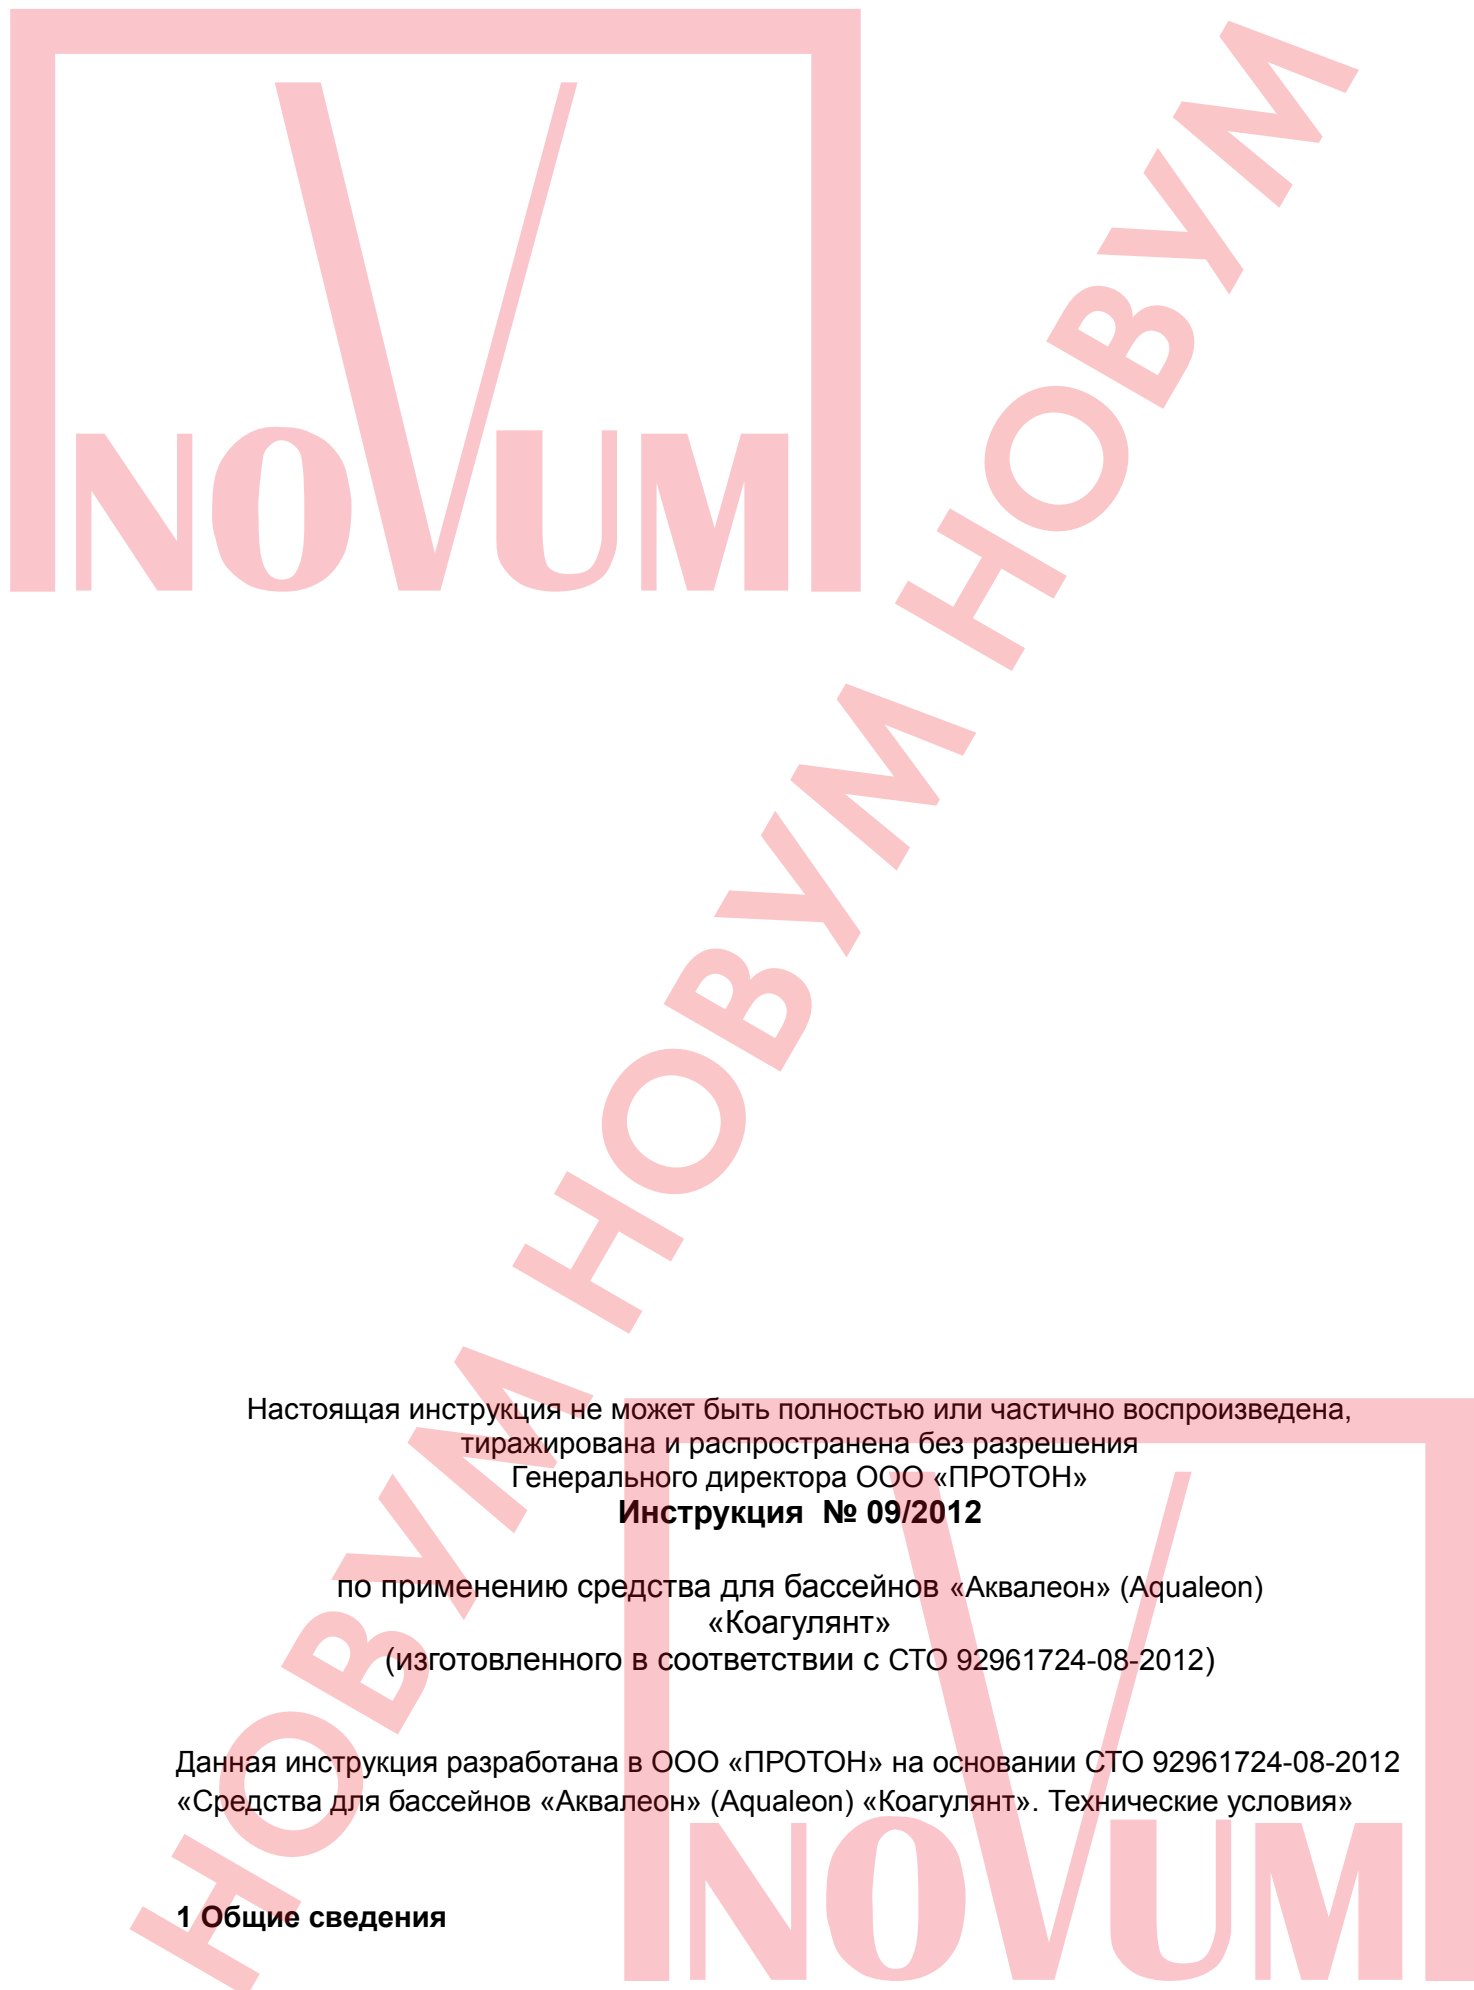 NOVUM
НОВУМ НОВУМ НОВУМ
Настоящая инструкция не может быть полностью или частично воспроизведена,
тиражирована и распространена без разрешения
Генерального директора ООО «ПРОТОН»
Инструкция № 09/2012
по применению средства для бассейнов «Аквалеон» (Aqualeon)
«Коагулянт»
(изготовленного в соответствии с СТО 92961724-08-2012)
Данная инструкция разработана в ООО «ПРОТОН» на основании СТО 92961724-08-2012
«Средства для бассейнов «Аквалеон» (Aqualeon) «Коагулянт». Технические условия»
NOVUM
1 Общие сведения